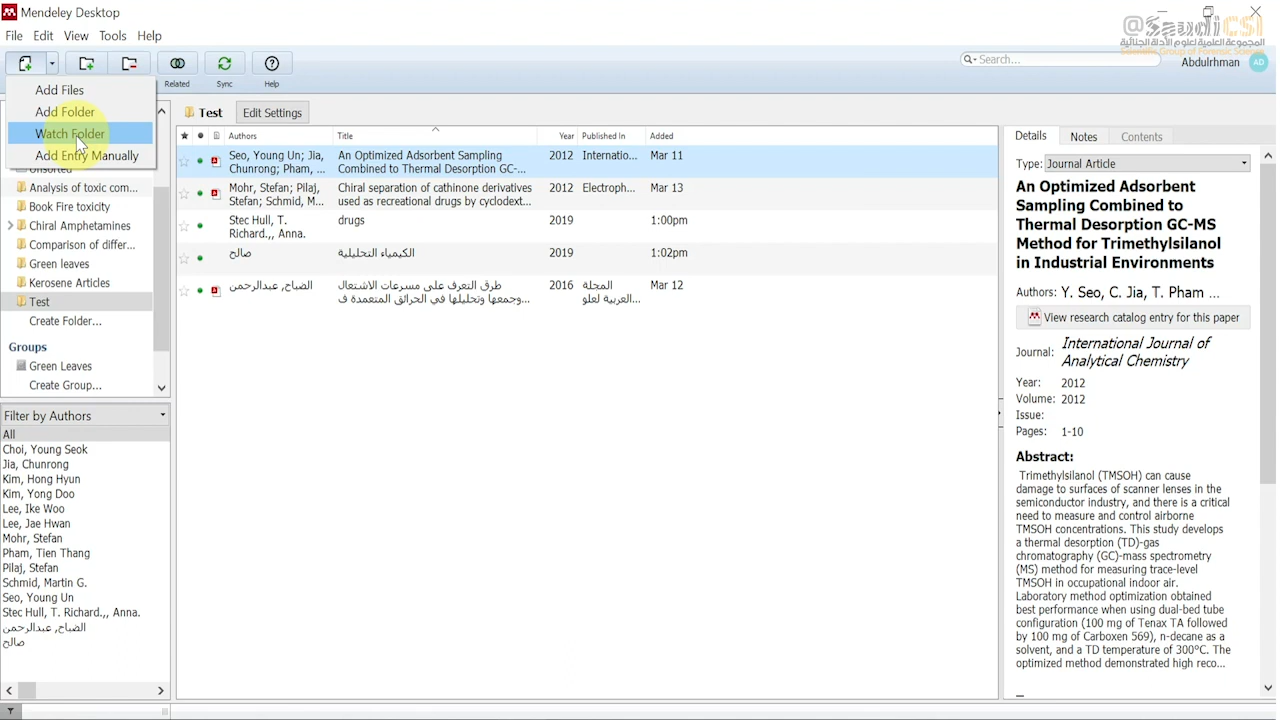 Mendeley Desktop
@SaudiCSI
المجموعة العلمية لعلوم الأدلة الجنائية
Scientific Group of Forensic Sciences
File Edit View Tools Help
Related Sync Help
Search...
Abdulrhman AD
Add Files
Add Folder
Watch Folder
Add Entry Manually
Unsorted
Analysis of toxic com...
Book Fire toxicity
Chiral Amphetamines
Comparison of differ...
Green leaves
Kerosene Articles
Test
Create Folder...
Groups
Green Leaves
Create Group...
Filter by Authors
All
Choi, Young Seok
Jia, Chunrong
Kim, Hong Hyun
Kim, Yong Doo
Lee, Ike Woo
Lee, Jae Hwan
Mohr, Stefan
Pham, Tien Thang
Pilaj, Stefan
Schmid, Martin G.
Seo, Young Un
Stec Hull, T. Richard.,, Anna.
الضباح, عبدالرحمن
صالح
Test Edit Settings
Authors Title Year Published In Added
Seo, Young Un; Jia, An Optimized Adsorbent Sampling 2012 Internatio... Mar 11
Chunrong; Pham, ... Combined to Thermal Desorption GC-...
Mohr, Stefan; Pilaj, Chiral separation of cathinone derivatives 2012 Electroph... Mar 13
Stefan; Schmid, M... used as recreational drugs by cyclodext...
Stec Hull, T. drugs 2019 1:00pm
Richard.,, Anna.
صالح الكيمياء التحليلية 2019 1:02pm
الضباح, عبدالرحمن طرق التعرف على مسرعات الاشتعال 2016 المجلة Mar 12
وجمعها وتحليلها في الحرائق المتعمدة ف العربية لعلو...
Details Notes Contents
Type: Journal Article
An Optimized Adsorbent
Sampling Combined to
Thermal Desorption GC-MS
Method for Trimethylsilanol
in Industrial Environments
Authors: Y. Seo, C. Jia, T. Pham ...
View research catalog entry for this paper
Journal: International Journal of
Analytical Chemistry
Year: 2012
Volume: 2012
Issue:
Pages: 1-10
Abstract:
Trimethylsilanol (TMSOH) can cause
damage to surfaces of scanner lenses in the
semiconductor industry, and there is a critical
need to measure and control airborne
TMSOH concentrations. This study develops
a thermal desorption (TD)-gas
chromatography (GC)-mass spectrometry
(MS) method for measuring trace-level
TMSOH in occupational indoor air.
Laboratory method optimization obtained
best performance when using dual-bed tube
configuration (100 mg of Tenax TA followed
by 100 mg of Carboxen 569), n-decane as a
solvent, and a TD temperature of 300°C. The
optimized method demonstrated high reco...